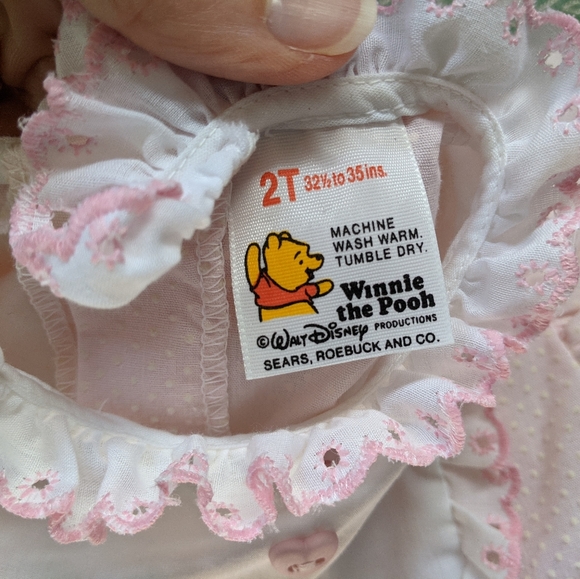 2T 32½ to 35 ins.
MACHINE
WASH WARM.
TUMBLE DRY.
Winnie
the Pooh
© Walt Disney PRODUCTIONS
SEARS, ROEBUCK AND CO.